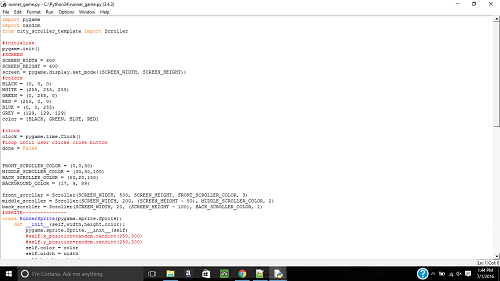 runner_game.py - C:\Python34\runner_game.py (3.4.3)
File Edit Format Run Options Window Help
import pygame
import random
from city_scroller_template import Scroller
#initialize
pygame.init()
#SCREEN
SCREEN_WIDTH = 800
SCREEN_HEIGHT = 600
screen = pygame.display.set_mode((SCREEN_WIDTH, SCREEN_HEIGHT))
#colors
BLACK = (0, 0, 0)
WHITE = (255, 255, 255)
GREEN = (0, 255, 0)
RED = (255, 0, 0)
BLUE = (0, 0, 255)
GREY = (129, 129, 129)
color = [BLACK, GREEN, BLUE, RED]
#clock
clock = pygame.time.Clock()
#Loop until user clicks close button
done = False
FRONT_SCROLLER_COLOR = (0,0,30)
MIDDLE_SCROLLER_COLOR = (30,30,100)
BACK_SCROLLER_COLOR = (50,50,150)
BACKGROUND_COLOR = (17, 9, 89)
front_scroller = Scroller(SCREEN_WIDTH, 500, SCREEN_HEIGHT, FRONT_SCROLLER_COLOR, 3)
middle_scroller = Scroller(SCREEN_WIDTH, 200, (SCREEN_HEIGHT - 50), MIDDLE_SCROLLER_COLOR, 2)
back_scroller = Scroller(SCREEN_WIDTH, 20, (SCREEN_HEIGHT - 100), BACK_SCROLLER_COLOR, 1)
#SPRITE---------------
class RunnerSprite(pygame.sprite.Sprite):
def __init__(self,width,height,color):
pygame.sprite.Sprite.__init__(self)
#self.x_position=random.randint(250,300)
#self.y_position=random.randint(250,300)
self.color = color
self.width = width
Ln: 1 Col: 0
I'm Cortana. Ask me anything.
1:44 PM
7/1/2016